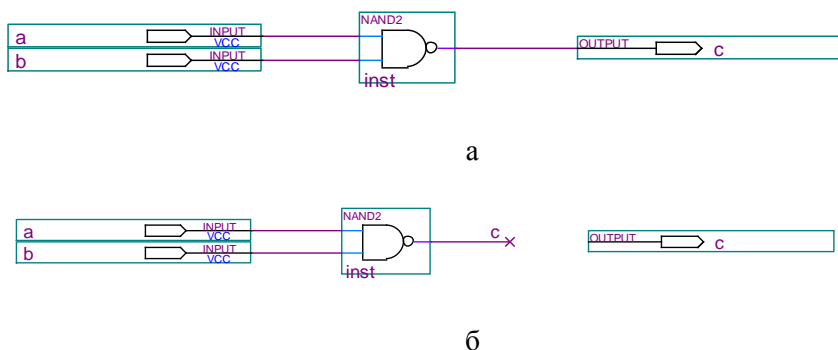 NAND2
a INPUT
VCC
b INPUT
VCC
OUTPUT c
inst
а
NAND2
a INPUT
VCC
b INPUT
VCC
c
OUTPUT c
inst
б